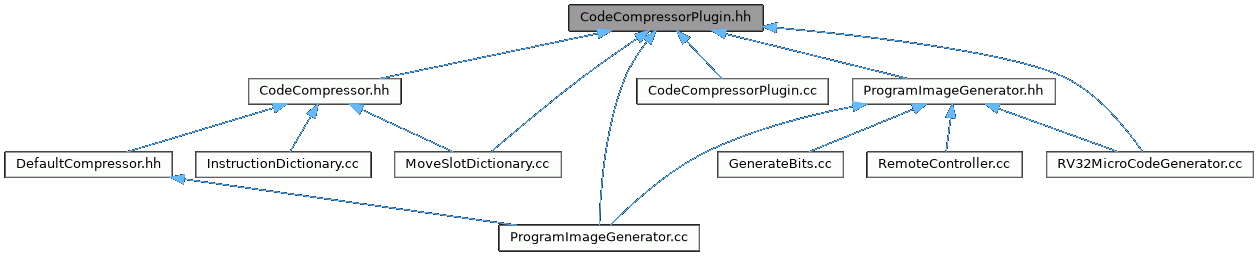 CodeCompressorPlugin.hh
CodeCompressor.hh
CodeCompressorPlugin.cc
ProgramImageGenerator.hh
DefaultCompressor.hh
InstructionDictionary.cc
MoveSlotDictionary.cc
GenerateBits.cc
RemoteController.cc
RV32MicroCodeGenerator.cc
ProgramImageGenerator.cc